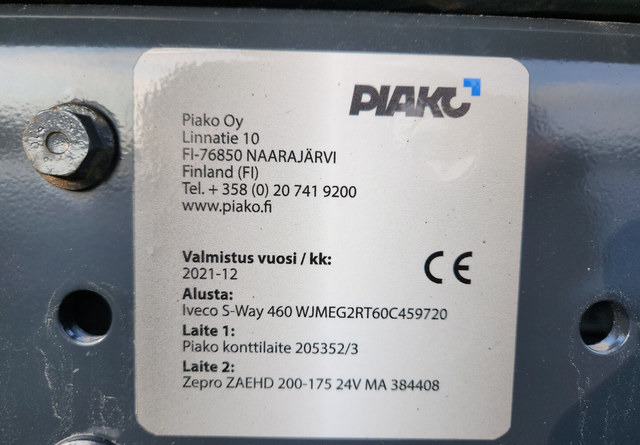 PIAKO
Piako Oy
Linnatie 10
FI-76850 NAARAJÄRVI
Finland (FI)
Tel. + 358 (0) 20 741 9200
www.piako.fi
Valmistus vuosi / kk:
2021-12
CE
Alusta:
Iveco S-Way 460 WJMEG2RT60C459720
Laite 1:
Piako konttilaite 205352/3
Laite 2:
Zepro ZAEHD 200-175 24V MA 384408